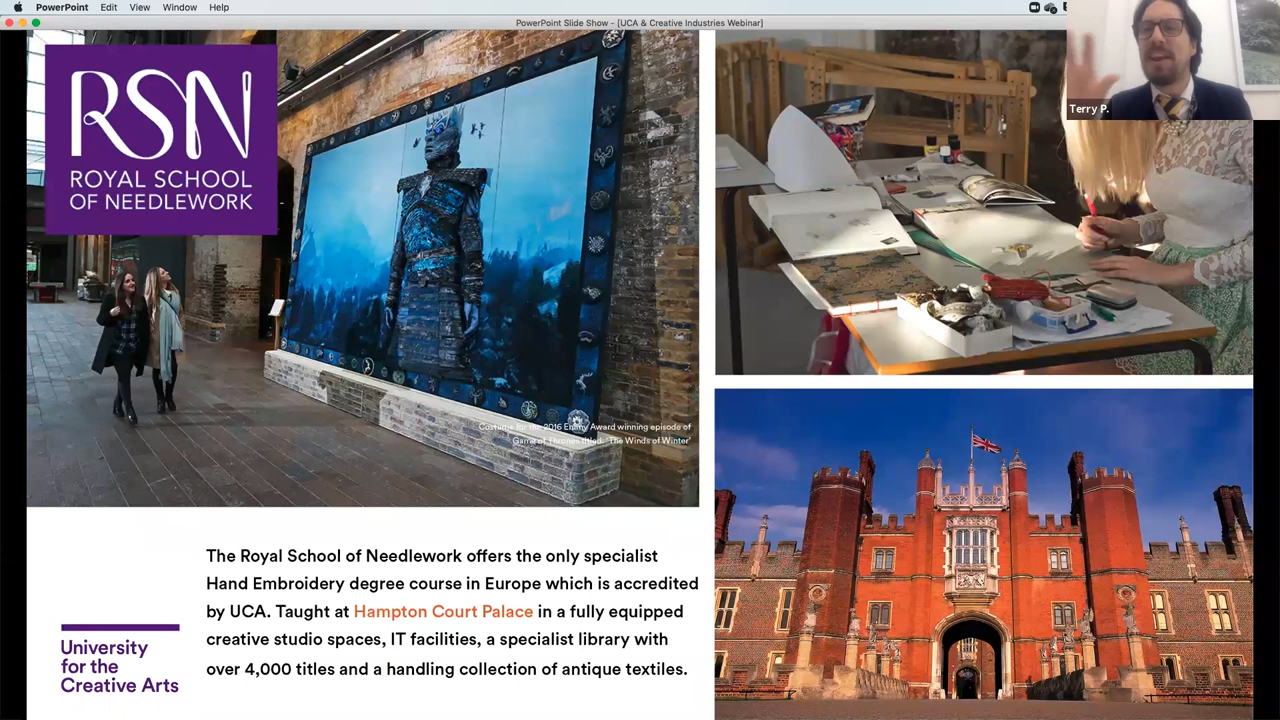 PowerPoint Edit View Window Help
PowerPoint Slide Show - [UCA & Creative Industries Webinar]
Terry P.
RSN
ROYAL SCHOOL
OF NEEDLEWORK
Costume for the 2016 Emmy Award winning episode of
Game of Thrones titled: 'The Winds of Winter'
The Royal School of Needlework offers the only specialist
Hand Embroidery degree course in Europe which is accredited
by UCA. Taught at Hampton Court Palace in a fully equipped
creative studio spaces, IT facilities, a specialist library with
over 4,000 titles and a handling collection of antique textiles.
University
for the
Creative Arts